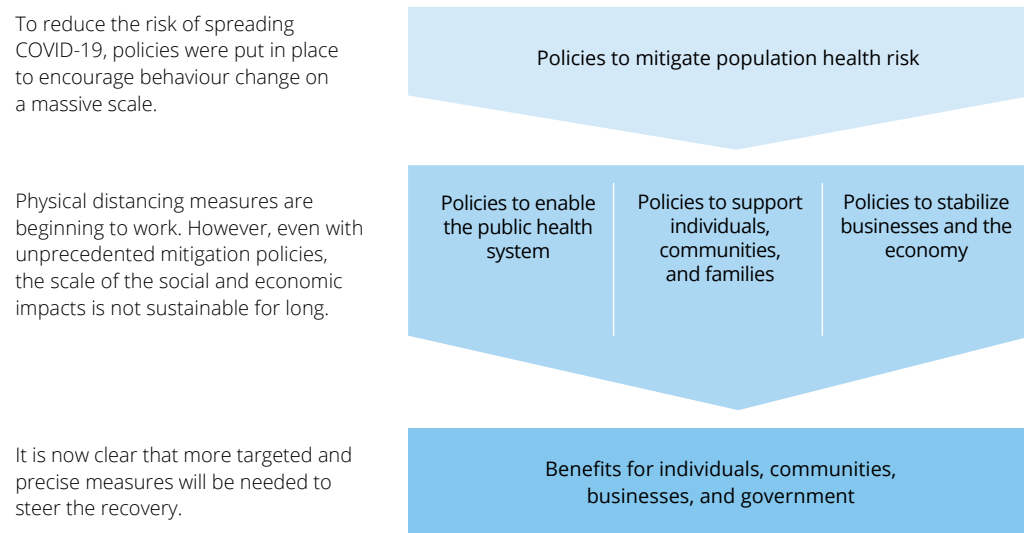 To reduce the risk of spreading
COVID-19, policies were put in place
to encourage behaviour change on
a massive scale.
Policies to mitigate population health risk
Physical distancing measures are
beginning to work. However, even with
unprecedented mitigation policies,
the scale of the social and economic
impacts is not sustainable for long.
Policies to enable
the public health
system
Policies to support
individuals,
communities,
and families
Policies to stabilize
businesses and the
economy
It is now clear that more targeted and
precise measures will be needed to
steer the recovery.
Benefits for individuals, communities,
businesses, and government